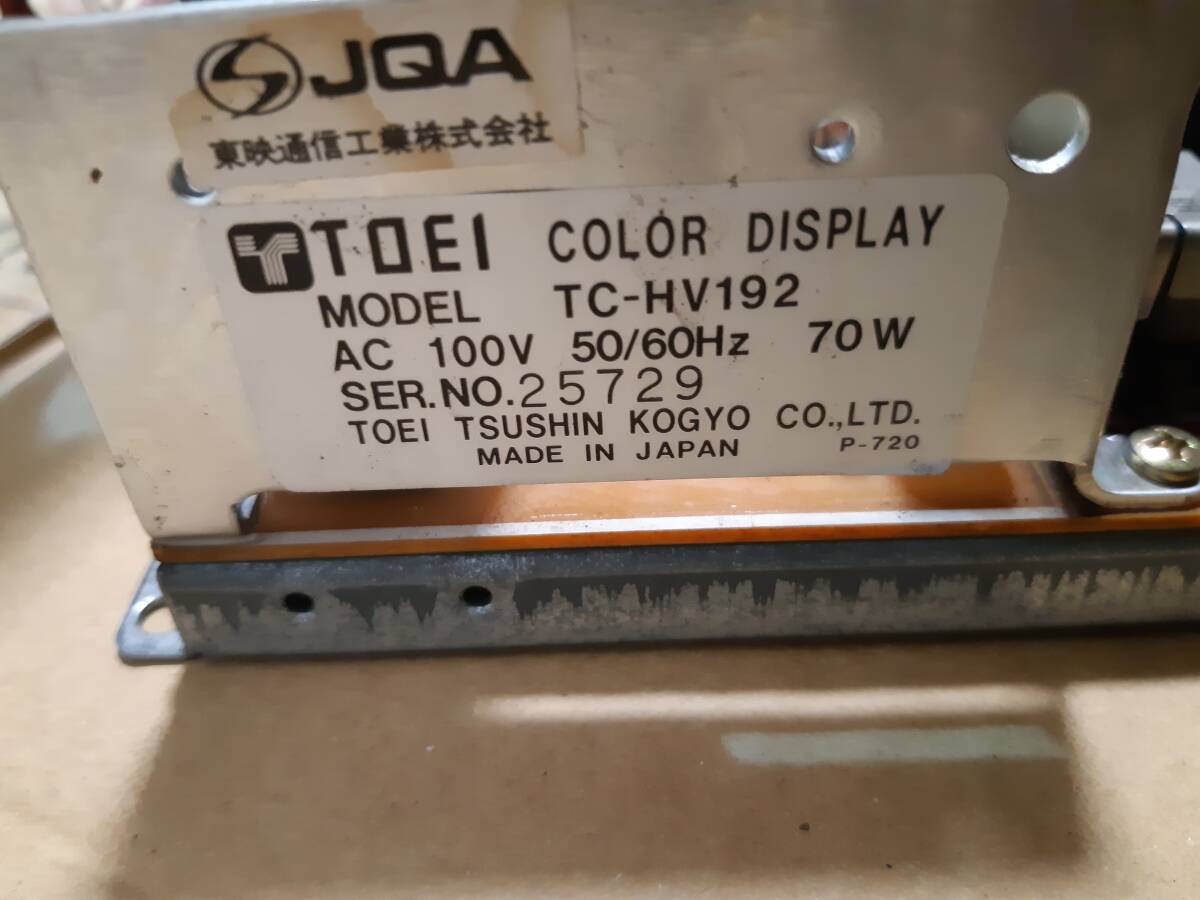 JQA
東映通信工業株式会社
TOEI COLOR DISPLAY
MODEL TC-HV192
AC 100V 50/60Hz 70W
SER.NO.25729
TOEI TSUSHIN KOGYO CO.,LTD.
MADE IN JAPAN P-720